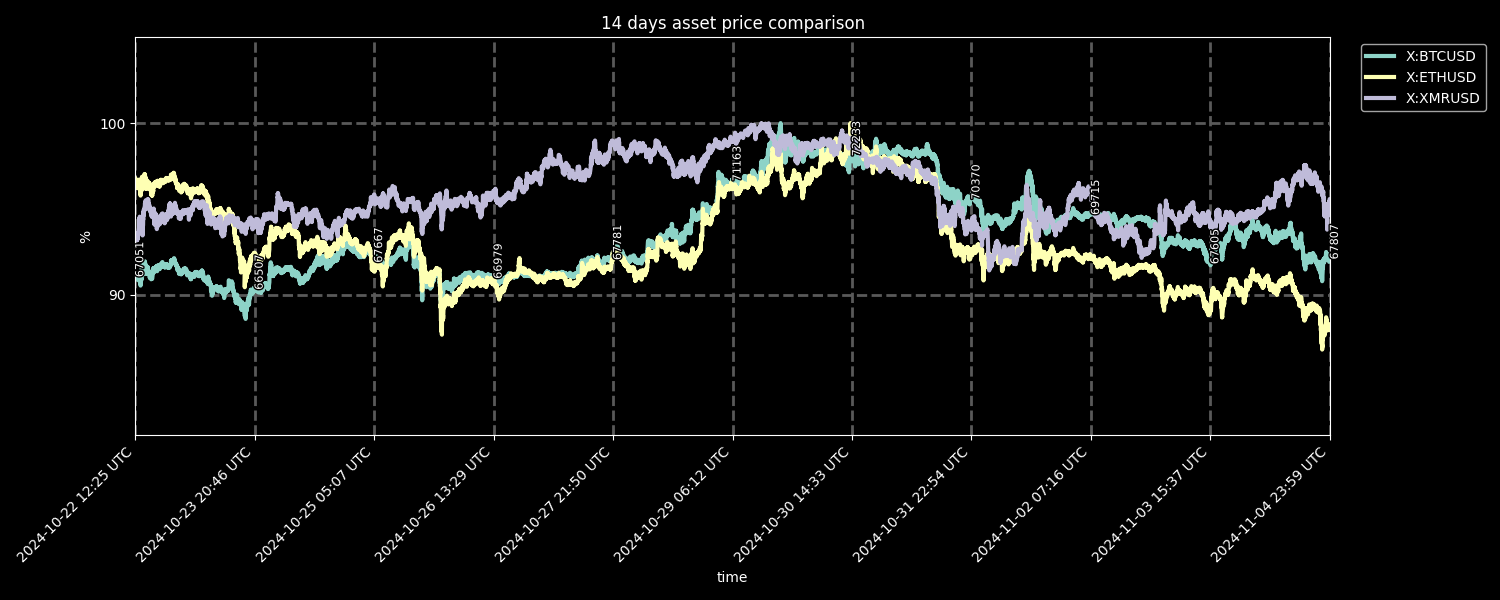 14 days asset price comparison
X:BTCUSD
X:ETHUSD
X:XMRUSD
100
90
%
67051
66507
67667
66979
67781
71163
72233
70370
69715
67605
67807
2024-10-22 12:25 UTC
2024-10-23 20:46 UTC
2024-10-25 05:07 UTC
2024-10-26 13:29 UTC
2024-10-27 21:50 UTC
2024-10-29 06:12 UTC
2024-10-30 14:33 UTC
2024-10-31 22:54 UTC
2024-11-02 07:16 UTC
2024-11-03 15:37 UTC
2024-11-04 23:59 UTC
time